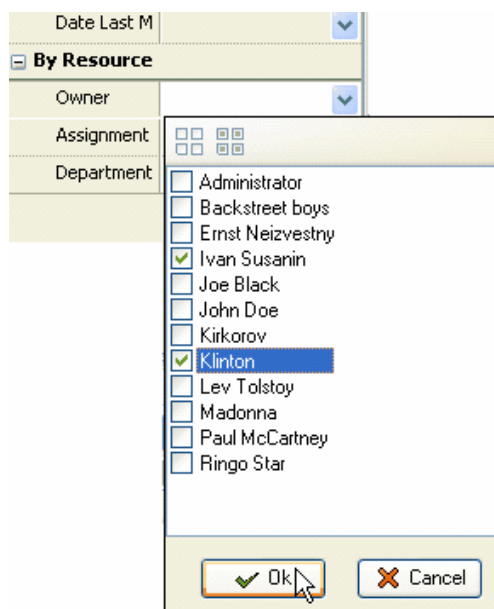 Date Last M
By Resource
Owner
Assignment
Department
Administrator
Backstreet boys
Ernst Neizvestny
Ivan Susanin
Joe Black
John Doe
Kirkorov
Klinton
Lev Tolstoy
Madonna
Paul McCartney
Ringo Star
Ok Cancel